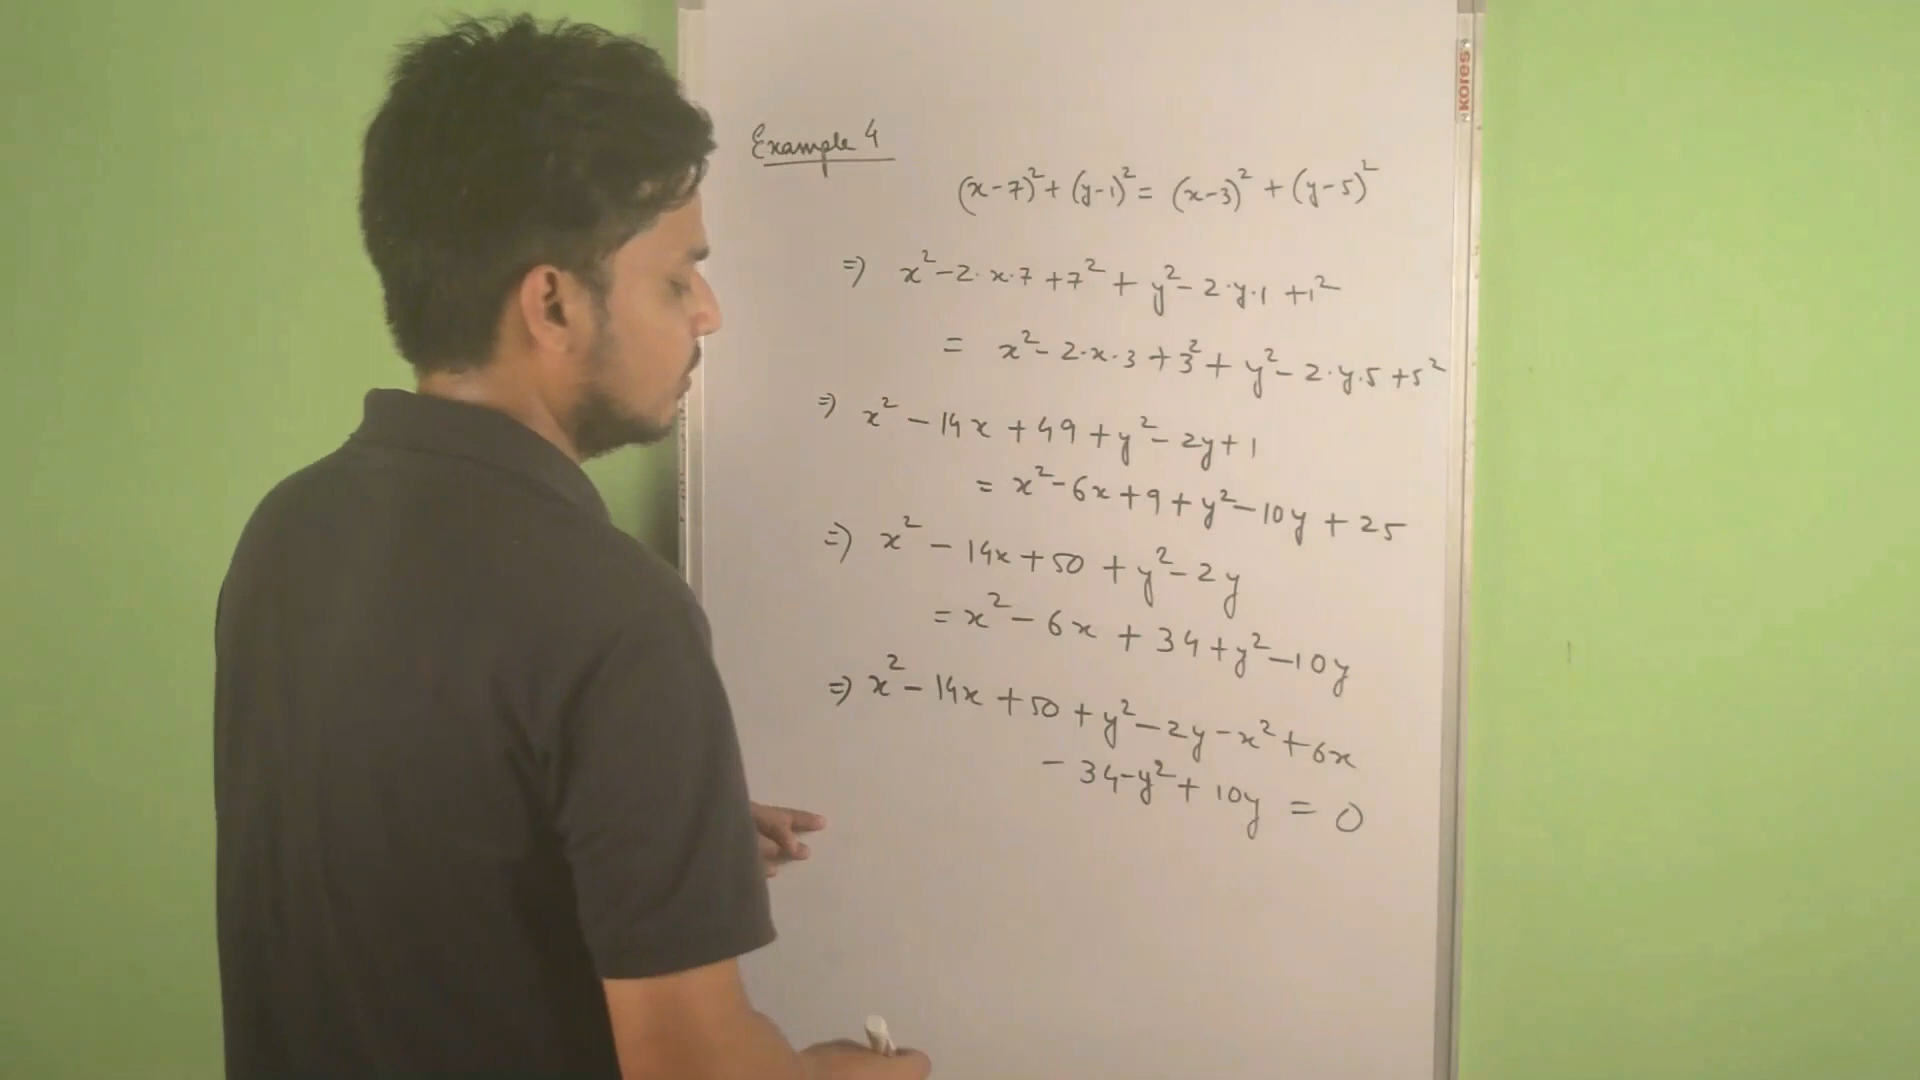 Example 4
(x-7)² + (y-1)² = (x-3)² + (y-5)²
⇒ x² - 2·x·7 + 7² + y² - 2·y·1 + 1²
= x² - 2·x·3 + 3² + y² - 2·y·5 + 5²
⇒ x² - 14x + 49 + y² - 2y + 1
= x² - 6x + 9 + y² - 10y + 25
⇒ x² - 14x + 50 + y² - 2y
= x² - 6x + 34 + y² - 10y
⇒ x² - 14x + 50 + y² - 2y - x² + 6x
- 34 - y² + 10y = 0
KORES